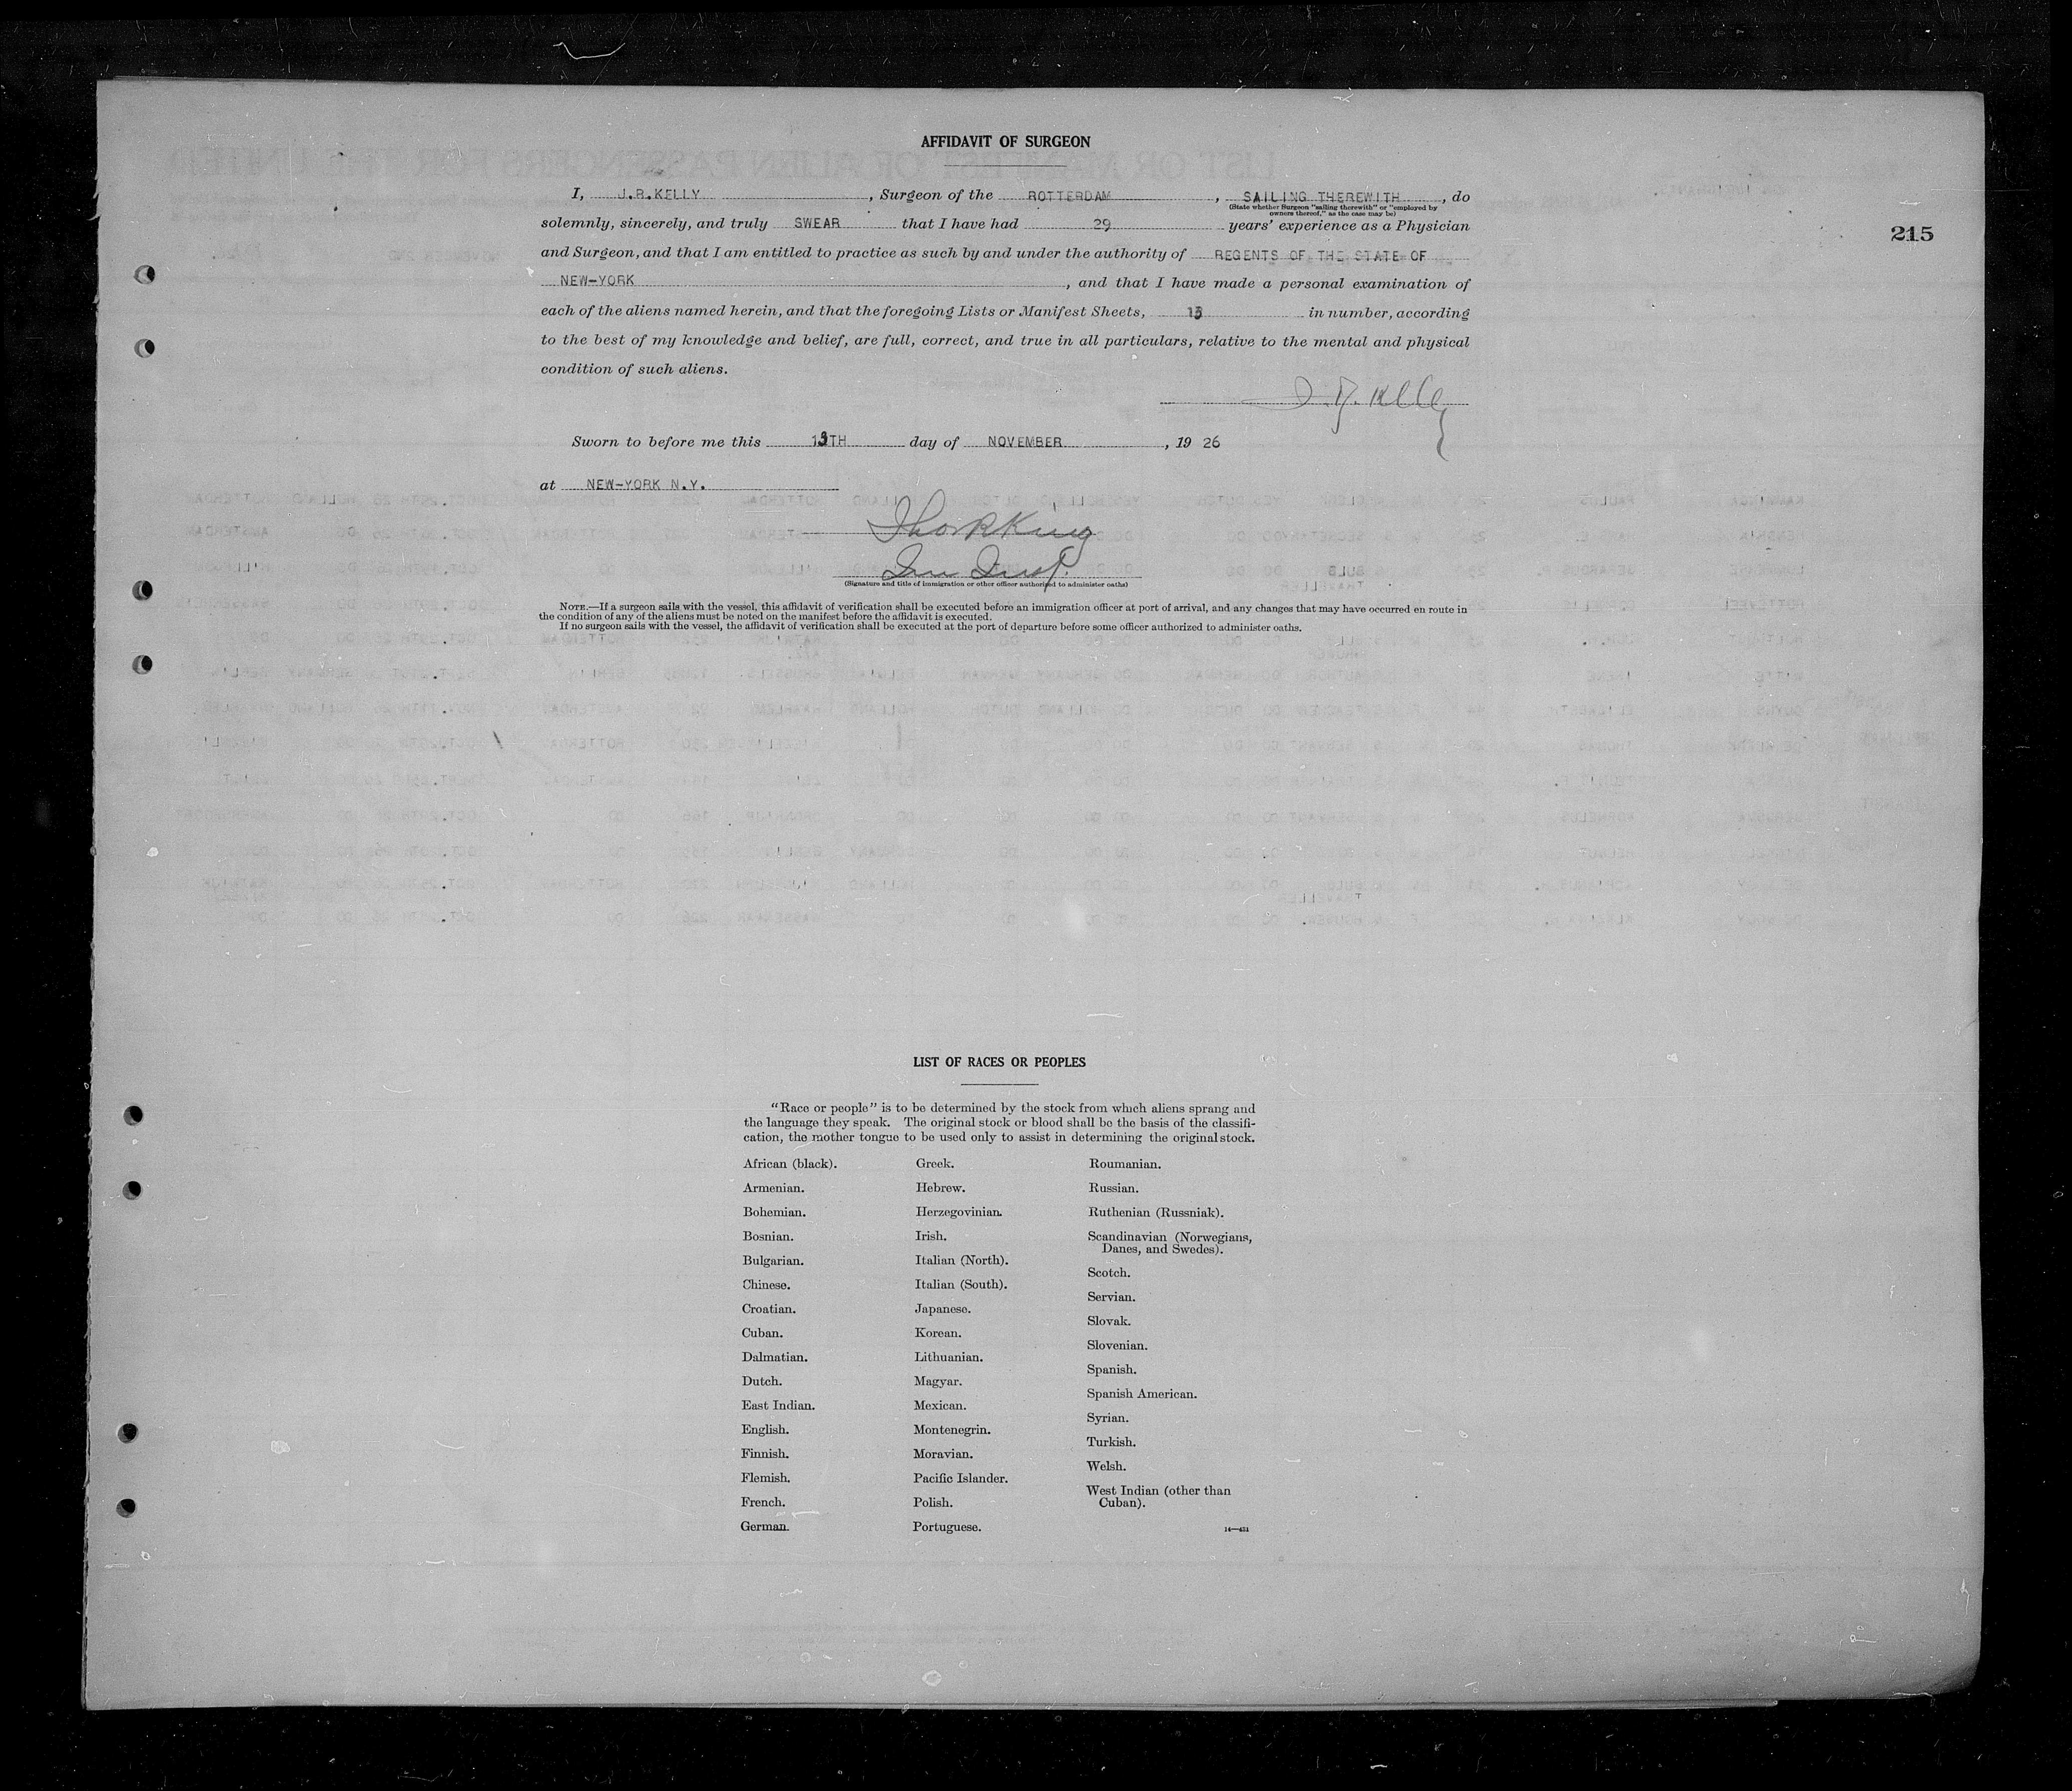 AFFIDAVIT OF SURGEON
I, J.R.KELLY, Surgeon of the ROTTERDAM, SAILING THEREWITH, do
(State whether Surgeon "sailing therewith" or "employed by
owners thereof," as the case may be)
solemnly, sincerely, and truly SWEAR that I have had 29 years' experience as a Physician
215
and Surgeon, and that I am entitled to practice as such by and under the authority of REGENTS OF THE STATE OF
NEW-YORK, and that I have made a personal examination of
each of the aliens named herein, and that the foregoing Lists or Manifest Sheets, 13 in number, according
to the best of my knowledge and belief, are full, correct, and true in all particulars, relative to the mental and physical
condition of such aliens.
J. R. Kelly
Sworn to before me this 13TH day of NOVEMBER, 19 26
at NEW-YORK N.Y.
Thos R King
Imm Insp.
(Signature and title of immigration or other officer authorized to administer oaths)
NOTE.—If a surgeon sails with the vessel, this affidavit of verification shall be executed before an immigration officer at port of arrival, and any changes that may have occurred en route in
the condition of any of the aliens must be noted on the manifest before the affidavit is executed.
If no surgeon sails with the vessel, the affidavit of verification shall be executed at the port of departure before some officer authorized to administer oaths.
LIST OF RACES OR PEOPLES
"Race or people" is to be determined by the stock from which aliens sprang and
the language they speak. The original stock or blood shall be the basis of the classifi-
cation, the mother tongue to be used only to assist in determining the original stock.
African (black).
Armenian.
Bohemian.
Bosnian.
Bulgarian.
Chinese.
Croatian.
Cuban.
Dalmatian.
Dutch.
East Indian.
English.
Finnish.
Flemish.
French.
German.
Greek.
Hebrew.
Herzegovinian.
Irish.
Italian (North).
Italian (South).
Japanese.
Korean.
Lithuanian.
Magyar.
Mexican.
Montenegrin.
Moravian.
Pacific Islander.
Polish.
Portuguese.
Roumanian.
Russian.
Ruthenian (Russniak).
Scandinavian (Norwegians,
Danes, and Swedes).
Scotch.
Servian.
Slovak.
Slovenian.
Spanish.
Spanish American.
Syrian.
Turkish.
Welsh.
West Indian (other than
Cuban).